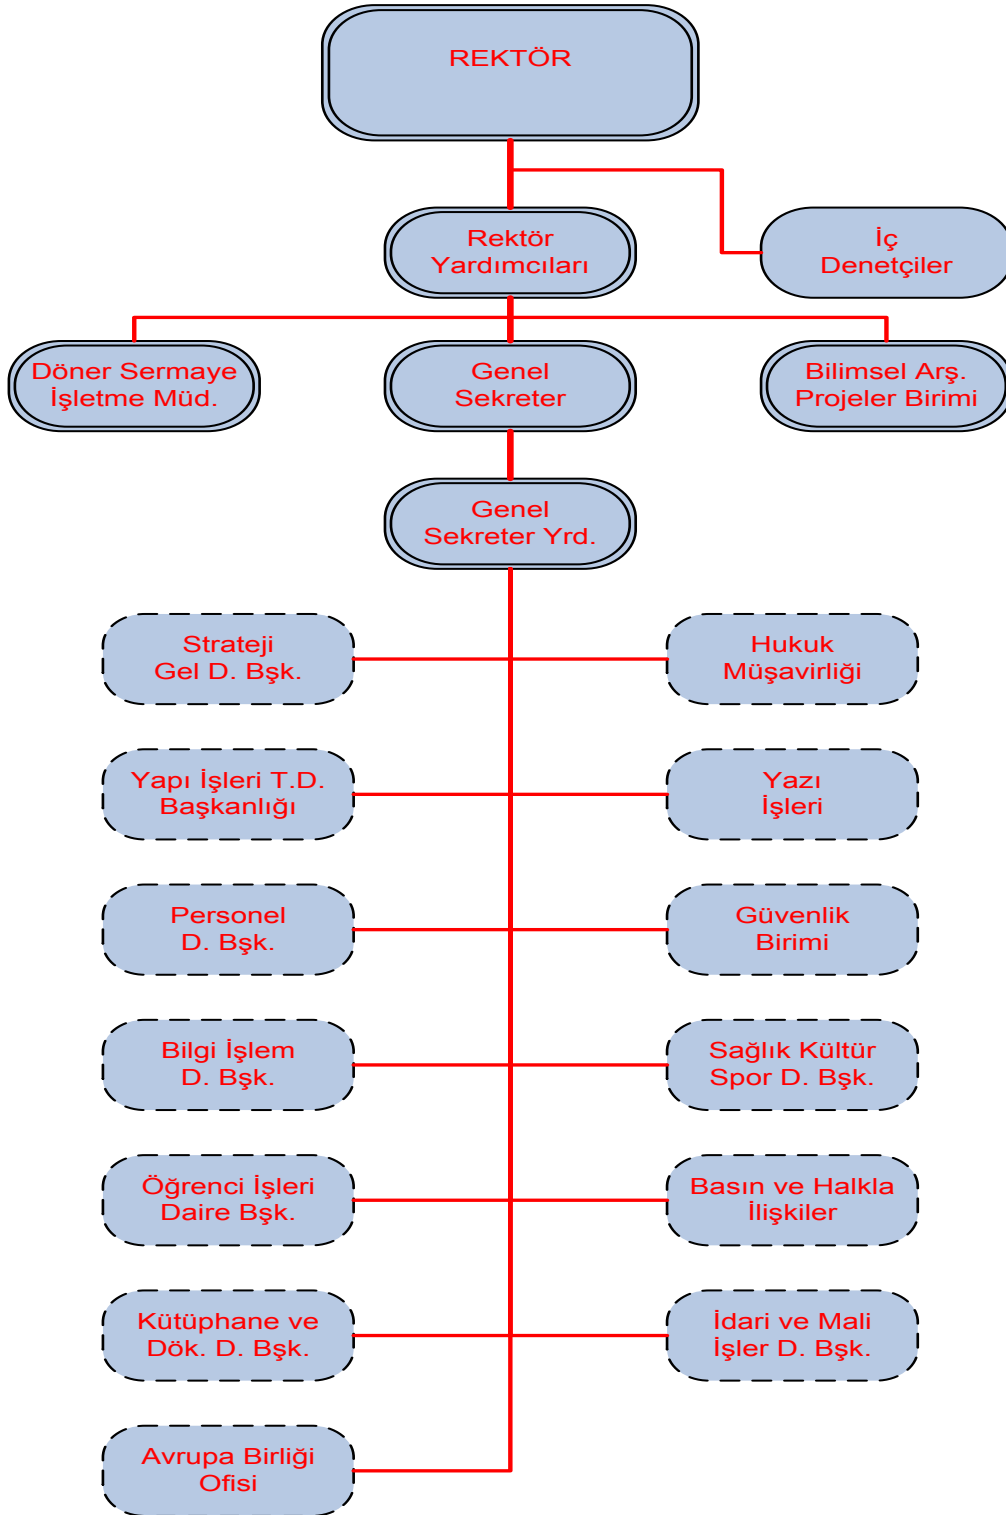 REKTÖR
Rektör
Yardımcıları
İç
Denetçiler
Döner Sermaye
İşletme Müd.
Genel
Sekreter
Bilimsel Arş.
Projeler Birimi
Genel
Sekreter Yrd.
Strateji
Gel D. Bşk.
Hukuk
Müşavirliği
Yapı İşleri T.D.
Başkanlığı
Yazı
İşleri
Personel
D. Bşk.
Güvenlik
Birimi
Bilgi İşlem
D. Bşk.
Sağlık Kültür
Spor D. Bşk.
Öğrenci İşleri
Daire Bşk.
Basın ve Halkla
İlişkiler
Kütüphane ve
Dök. D. Bşk.
İdari ve Mali
İşler D. Bşk.
Avrupa Birliği
Ofisi